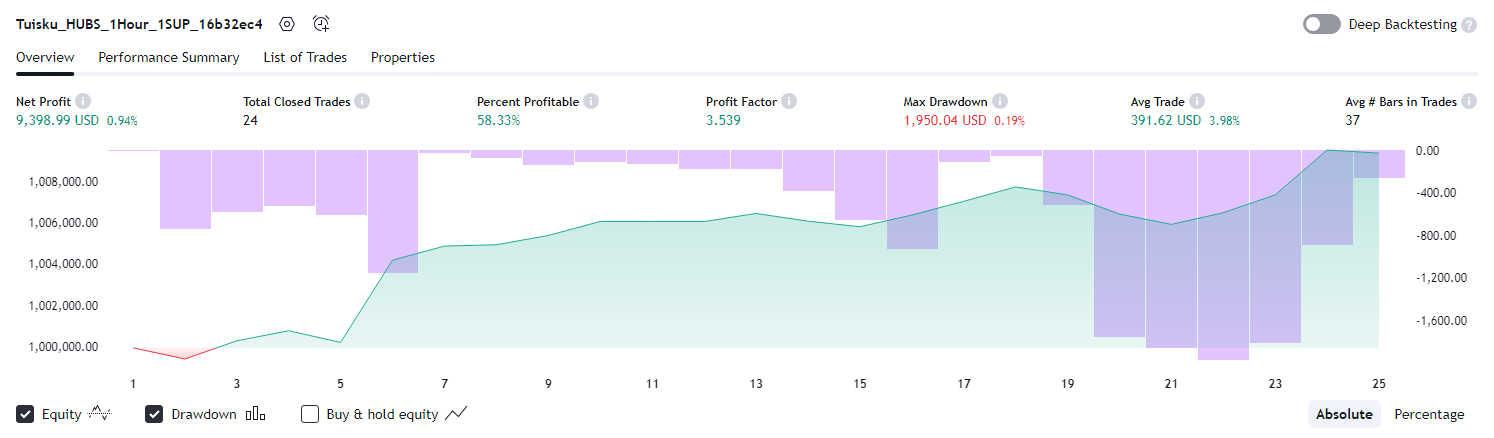 Tuisku_HUBS_1Hour_1SUP_16b32ec4
Deep Backtesting ?
Overview Performance Summary List of Trades Properties
Net Profit i Total Closed Trades i Percent Profitable i Profit Factor i Max Drawdown i Avg Trade i Avg # Bars in Trades i
9,398.99 USD 0.94% 24 58.33% 3.539 1,950.04 USD 0.19% 391.62 USD 3.98% 37
0.00
1,008,000.00
-400.00
1,006,000.00
-800.00
1,004,000.00
-1,200.00
1,002,000.00
-1,600.00
1,000,000.00
1 3 5 7 9 11 13 15 17 19 21 23 25
Equity Drawdown Buy & hold equity Absolute Percentage